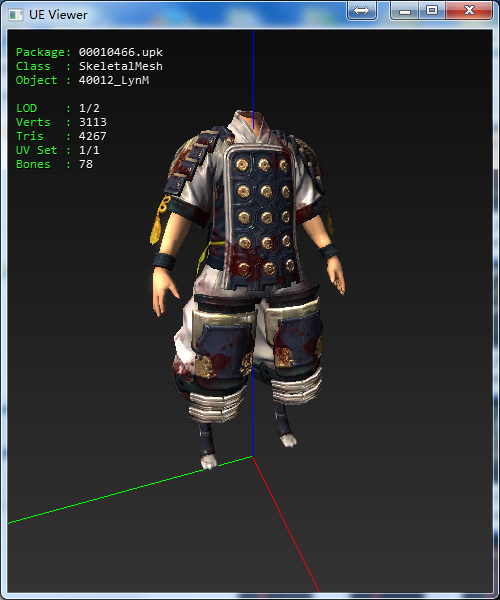 UE Viewer
Package: 00010466.upk
Class : SkeletalMesh
Object : 40012_LynM
LOD : 1/2
Verts : 3113
Tris : 4267
UV Set : 1/1
Bones : 78